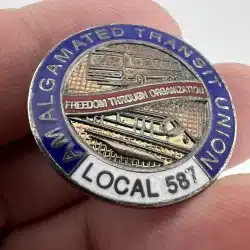 AMALGAMATED TRANSIT UNION
FREEDOM THROUGH ORGANIZATION
LOCAL 587